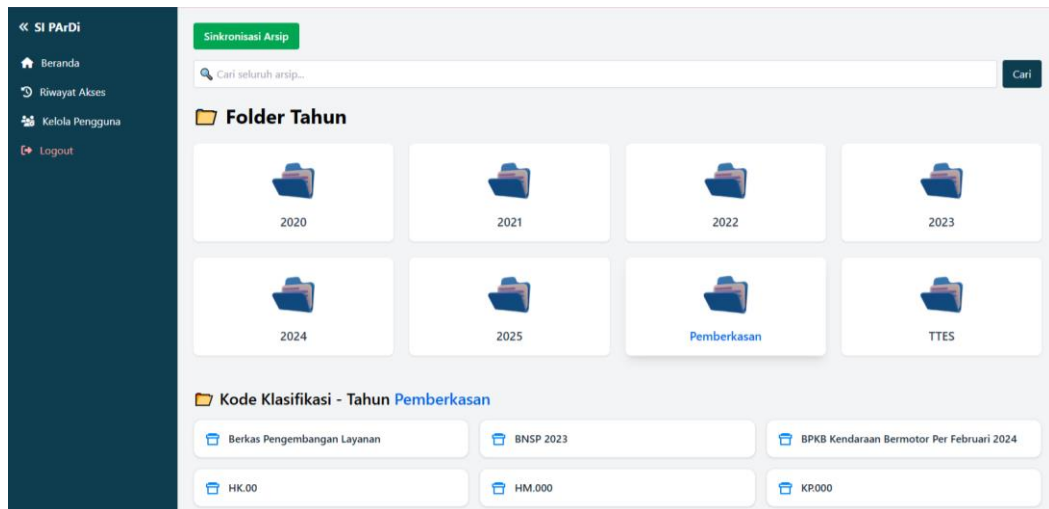 « SI PArDi
Beranda
Riwayat Akses
Kelola Pengguna
Logout
Sinkronisasi Arsip
Cari seluruh arsip...
Cari
Folder Tahun
2020
2021
2022
2023
2024
2025
Pemberkasan
TTES
Kode Klasifikasi - Tahun Pemberkasan
Berkas Pengembangan Layanan
BNSP 2023
BPKB Kendaraan Bermotor Per Februari 2024
HK.00
HM.000
KP.000